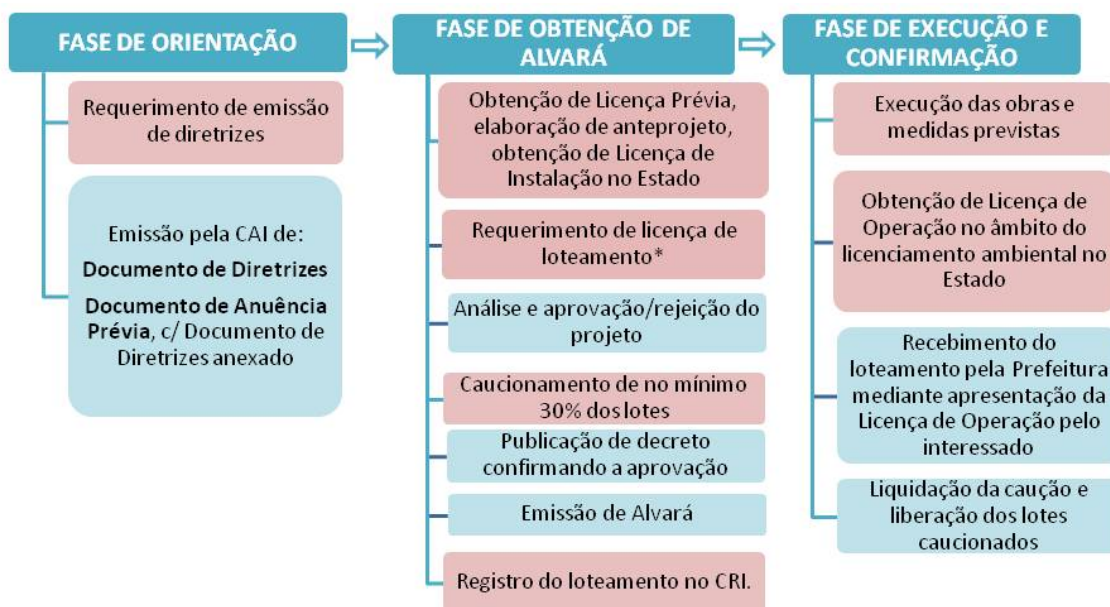 FASE DE ORIENTAÇÃO
Requerimento de emissão
de diretrizes
Emissão pela CAI de:
Documento de Diretrizes
Documento de Anuência
Prévia, c/ Documento de
Diretrizes anexado
FASE DE OBTENÇÃO DE
ALVARÁ
Obtenção de Licença Prévia,
elaboração de anteprojeto,
obtenção de Licença de
Instalação no Estado
Requerimento de licença de
loteamento*
Análise e aprovação/rejeição do
projeto
Caucionamento de no mínimo
30% dos lotes
Publicação de decreto
confirmando a aprovação
Emissão de Alvará
Registro do loteamento no CRI.
FASE DE EXECUÇÃO E
CONFIRMAÇÃO
Execução das obras e
medidas previstas
Obtenção de Licença de
Operação no âmbito do
licenciamento ambiental no
Estado
Recebimento do
loteamento pela Prefeitura
mediante apresentação da
Licença de Operação pelo
interessado
Liquidação da caução e
liberação dos lotes
caucionados